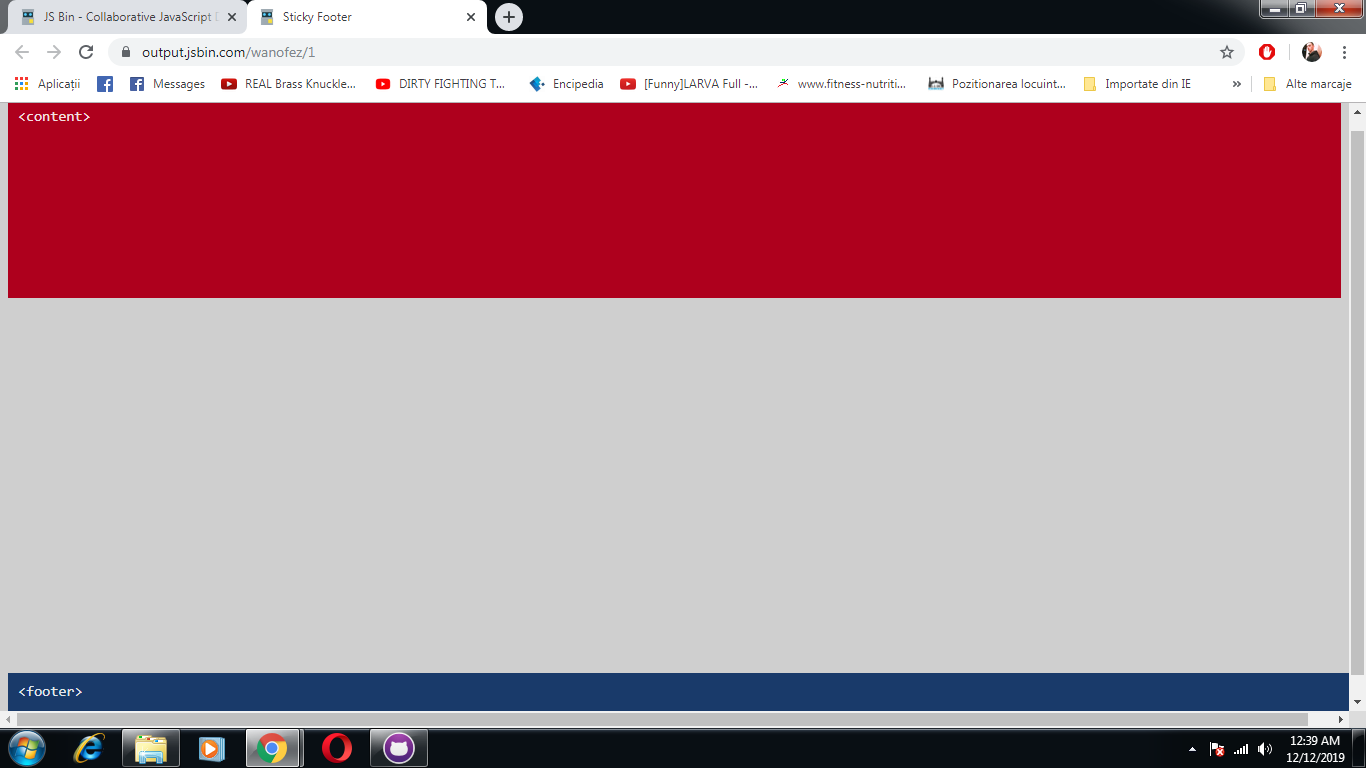 JS Bin - Collaborative JavaScript
Sticky Footer
output.jsbin.com/wanofez/1
Aplicații
Messages
REAL Brass Knuckle...
DIRTY FIGHTING T...
Encipedia
[Funny]LARVA Full -...
www.fitness-nutriti...
Pozitionarea locuint...
Importate din IE
»
Alte marcaje
<content>
<footer>
12:39 AM
12/12/2019